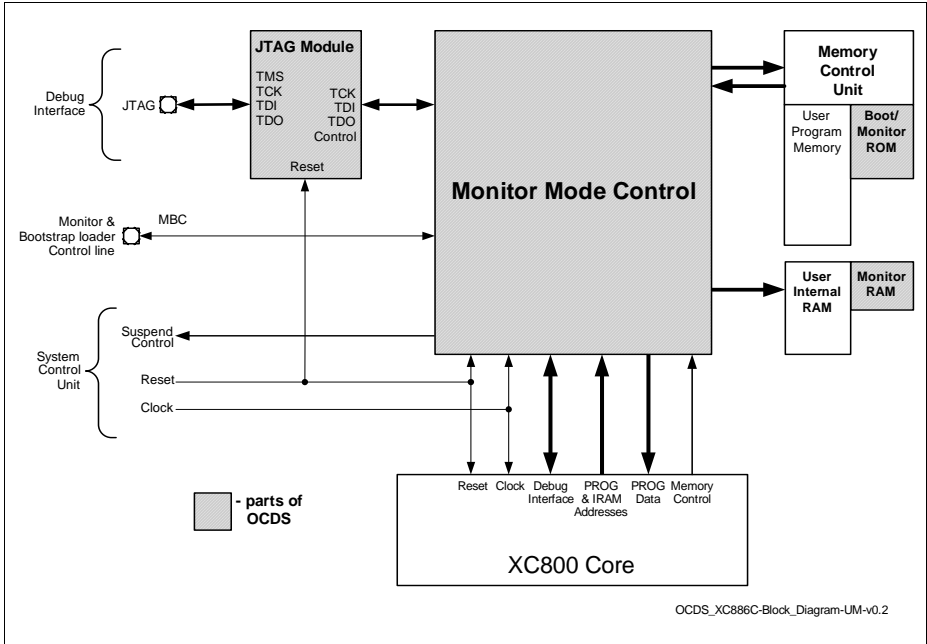 JTAG Module
TMS
TCK
TDI
TDO
TCK
TDI
TDO
Control
Reset
Debug
Interface
JTAG
Monitor Mode Control
Memory
Control
Unit
User
Program
Memory
Boot/
Monitor
ROM
Monitor &
Bootstrap loader
Control line
MBC
User
Internal
RAM
Monitor
RAM
System
Control
Unit
Suspend
Control
Reset
Clock
Reset
Clock
Debug
Interface
PROG
& IRAM
Addresses
PROG
Data
Memory
Control
- parts of
OCDS
XC800 Core
OCDS_XC886C-Block_Diagram-UM-v0.2